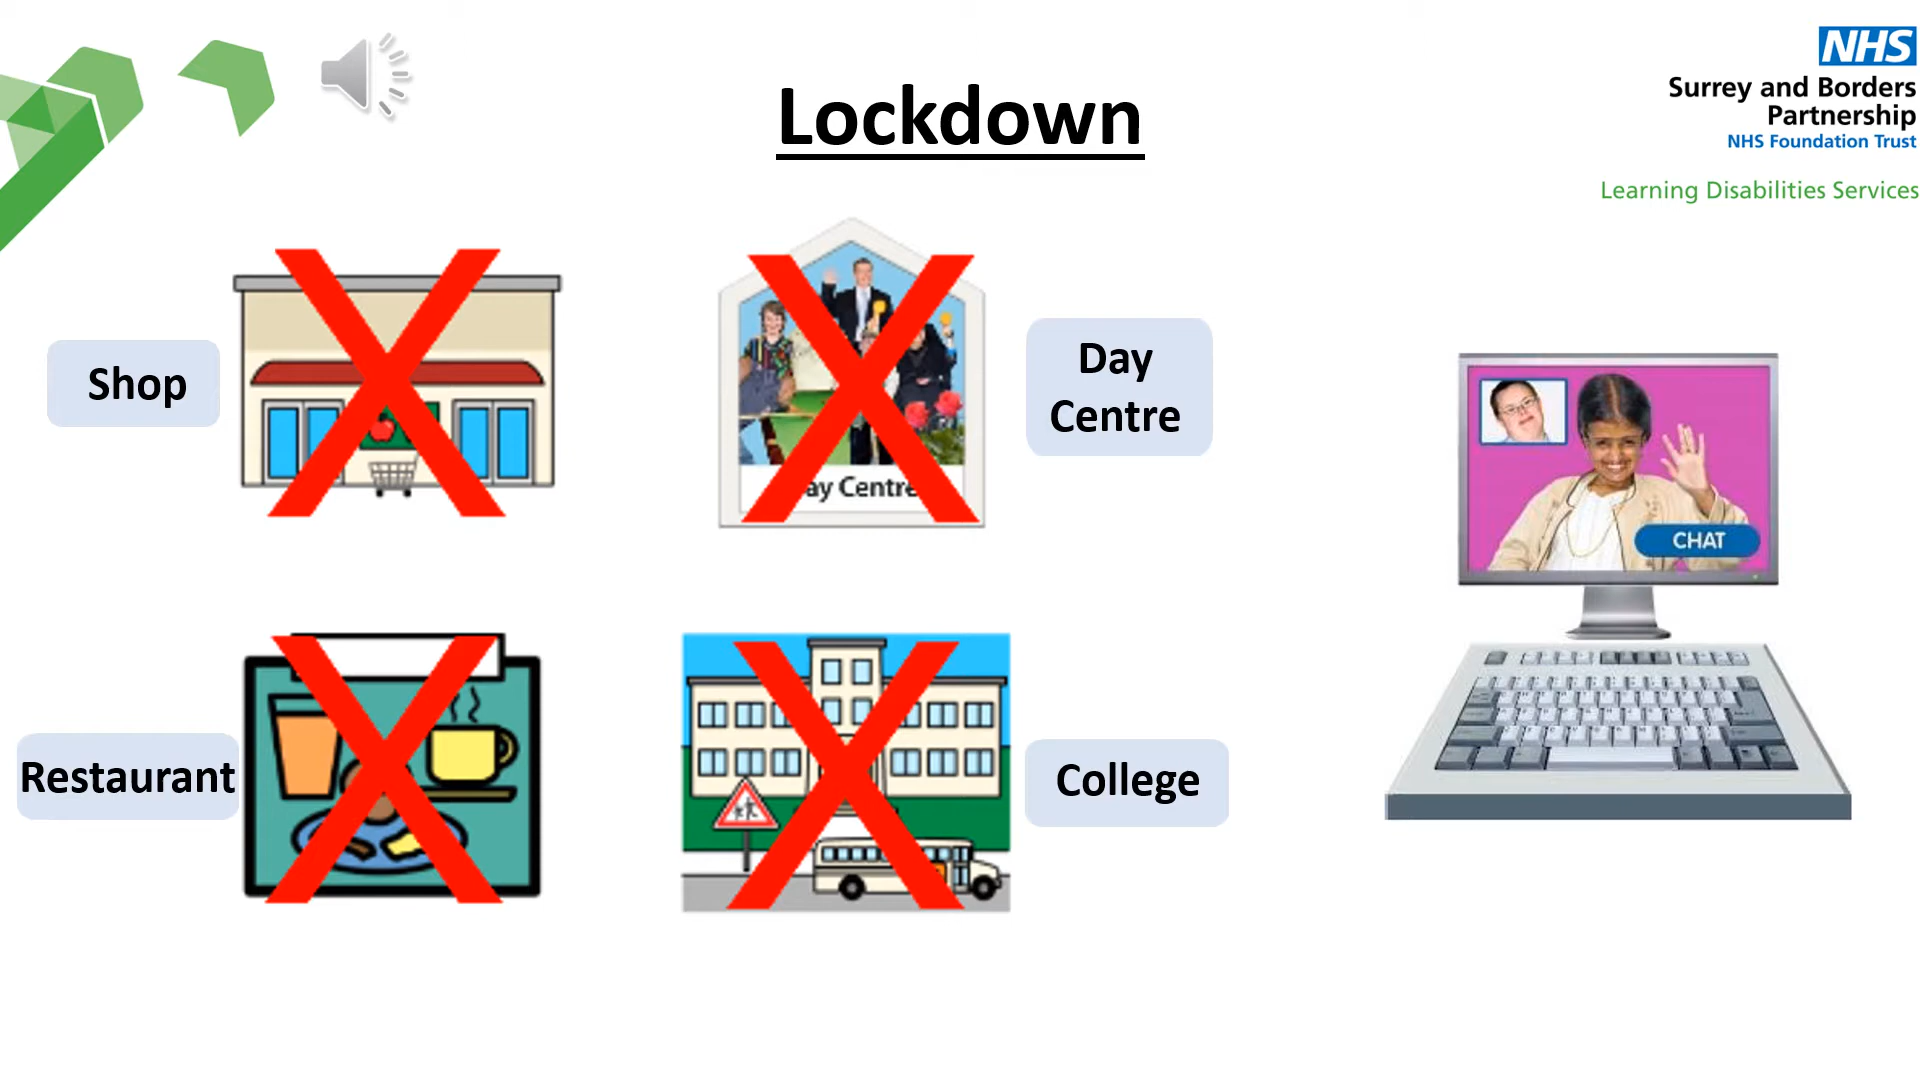 NHS
Surrey and Borders
Partnership
NHS Foundation Trust
Learning Disabilities Services
Lockdown
Shop
Day
Centre
ay Centre
CHAT
Restaurant
College